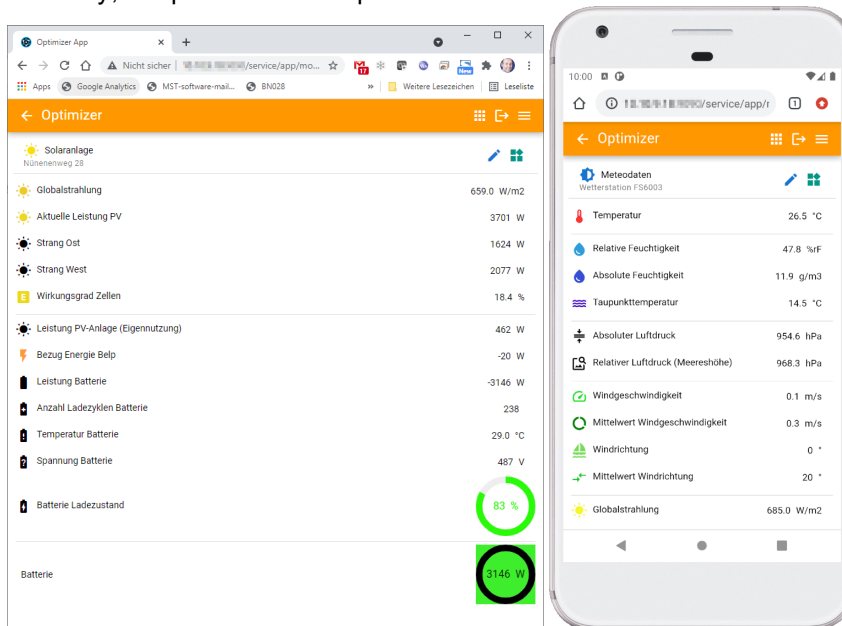 Optimizer App
Nicht sicher
/service/app/mo...
17
New
Apps
Google Analytics
MST-software-mail...
BN028
»
Weitere Lesezeichen
Leseliste
Optimizer
Solaranlage
Nünenenweg 28
Globalstrahlung 659.0 W/m2
Aktuelle Leistung PV 3701 W
Strang Ost 1624 W
Strang West 2077 W
E Wirkungsgrad Zellen 18.4 %
Leistung PV-Anlage (Eigennutzung) 462 W
Bezug Energie Belp -20 W
Leistung Batterie -3146 W
Anzahl Ladezyklen Batterie 238
Temperatur Batterie 29.0 °C
Spannung Batterie 487 V
Batterie Ladezustand 83 %
Batterie 3146 W
10:00
/service/app/r
1
Optimizer
Meteodaten
Wetterstation FS6003
Temperatur 26.5 °C
Relative Feuchtigkeit 47.8 %rF
Absolute Feuchtigkeit 11.9 g/m3
Taupunkttemperatur 14.5 °C
Absoluter Luftdruck 954.6 hPa
Relativer Luftdruck (Meereshöhe) 968.3 hPa
Windgeschwindigkeit 0.1 m/s
Mittelwert Windgeschwindigkeit 0.3 m/s
Windrichtung 0 °
Mittelwert Windrichtung 20 °
Globalstrahlung 685.0 W/m2